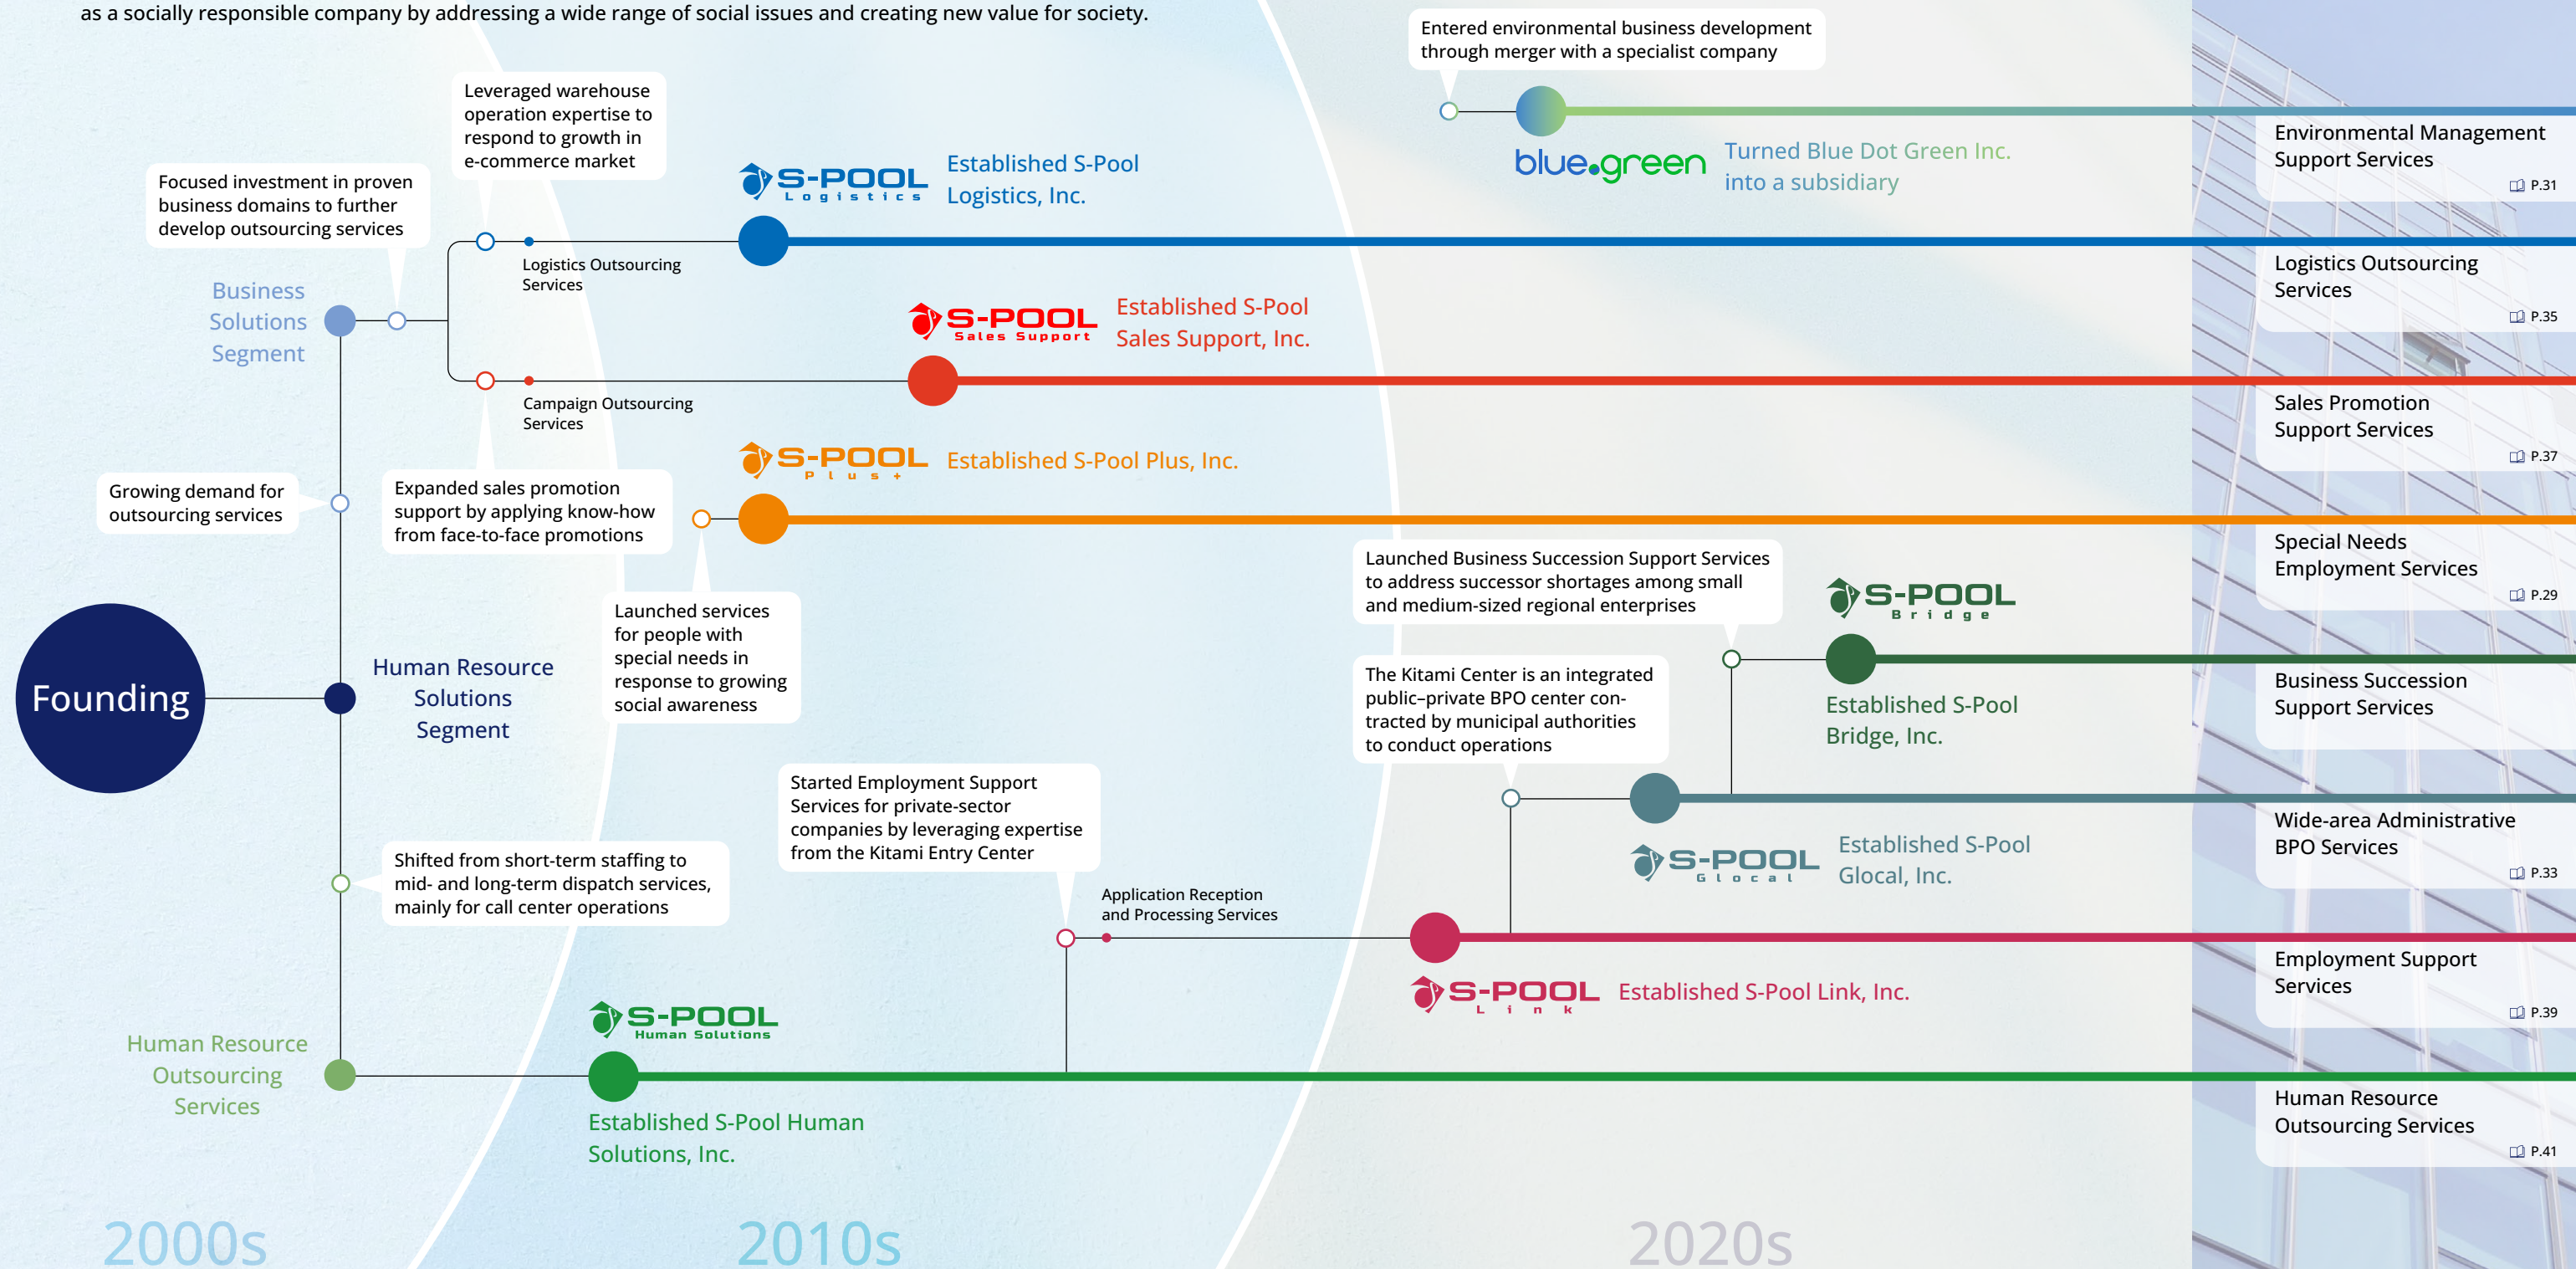 as a socially responsible company by addressing a wide range of social issues and creating new value for society.
Entered environmental business development
through merger with a specialist company
blue.green
Turned Blue Dot Green Inc.
into a subsidiary
Environmental Management
Support Services
P.31
Leveraged warehouse
operation expertise to
respond to growth in
e-commerce market
Focused investment in proven
business domains to further
develop outsourcing services
S-POOL
Logistics
Established S-Pool
Logistics, Inc.
Logistics Outsourcing
Services
Logistics Outsourcing
Services
P.35
Business
Solutions
Segment
S-POOL
Sales Support
Established S-Pool
Sales Support, Inc.
Campaign Outsourcing
Services
Sales Promotion
Support Services
P.37
Growing demand for
outsourcing services
Expanded sales promotion
support by applying know-how
from face-to-face promotions
S-POOL
Plus+
Established S-Pool Plus, Inc.
Special Needs
Employment Services
P.29
Launched services
for people with
special needs in
response to growing
social awareness
Launched Business Succession Support Services
to address successor shortages among small
and medium-sized regional enterprises
S-POOL
Bridge
Established S-Pool
Bridge, Inc.
Business Succession
Support Services
Founding
Human Resource
Solutions
Segment
The Kitami Center is an integrated
public–private BPO center con-
tracted by municipal authorities
to conduct operations
S-POOL
Glocal
Established S-Pool
Glocal, Inc.
Wide-area Administrative
BPO Services
P.33
Started Employment Support
Services for private-sector
companies by leveraging expertise
from the Kitami Entry Center
Shifted from short-term staffing to
mid- and long-term dispatch services,
mainly for call center operations
Application Reception
and Processing Services
S-POOL
Link
Established S-Pool Link, Inc.
Employment Support
Services
P.39
Human Resource
Outsourcing
Services
S-POOL
Human Solutions
Established S-Pool Human
Solutions, Inc.
Human Resource
Outsourcing Services
P.41
2000s
2010s
2020s